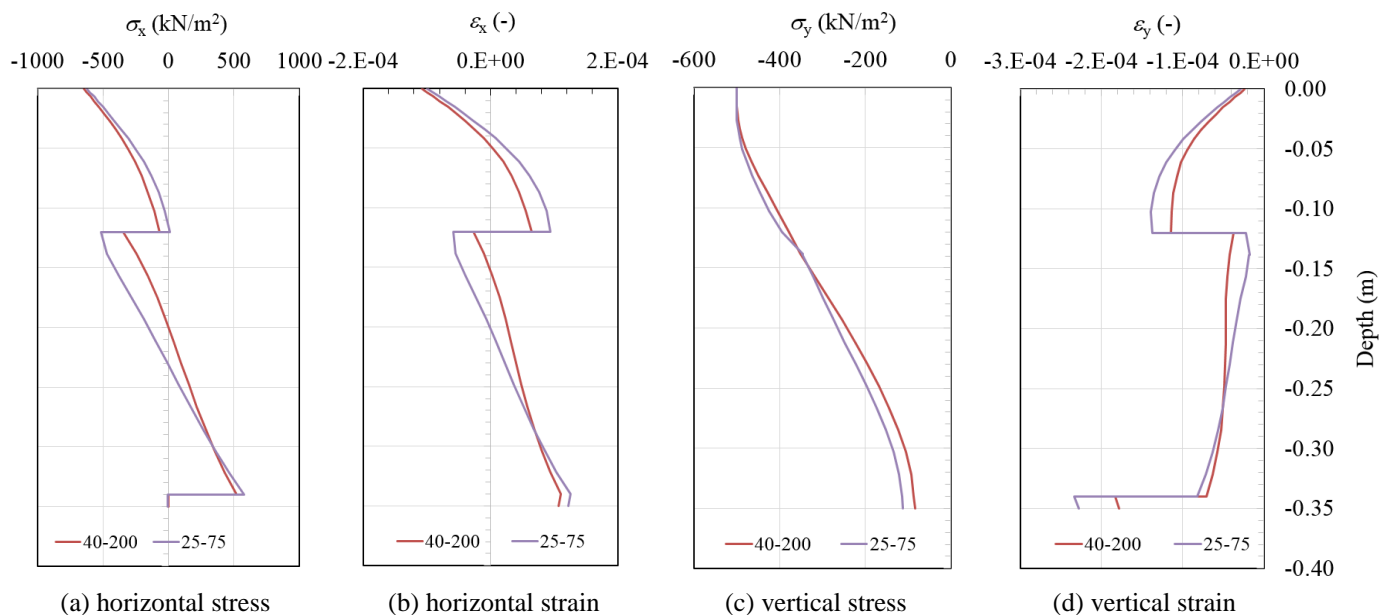 σx (kN/m²)
-1000 -500 0 500 1000
εx (-)
-2.E-04 0.E+00 2.E-04
σy (kN/m²)
-600 -400 -200 0
εy (-)
-3.E-04 -2.E-04 -1.E-04 0.E+00
0.00
-0.05
-0.10
-0.15
-0.20
-0.25
-0.30
-0.35
-0.40
Depth (m)
40-200 25-75
40-200 25-75
40-200 25-75
40-200 25-75
(a) horizontal stress
(b) horizontal strain
(c) vertical stress
(d) vertical strain